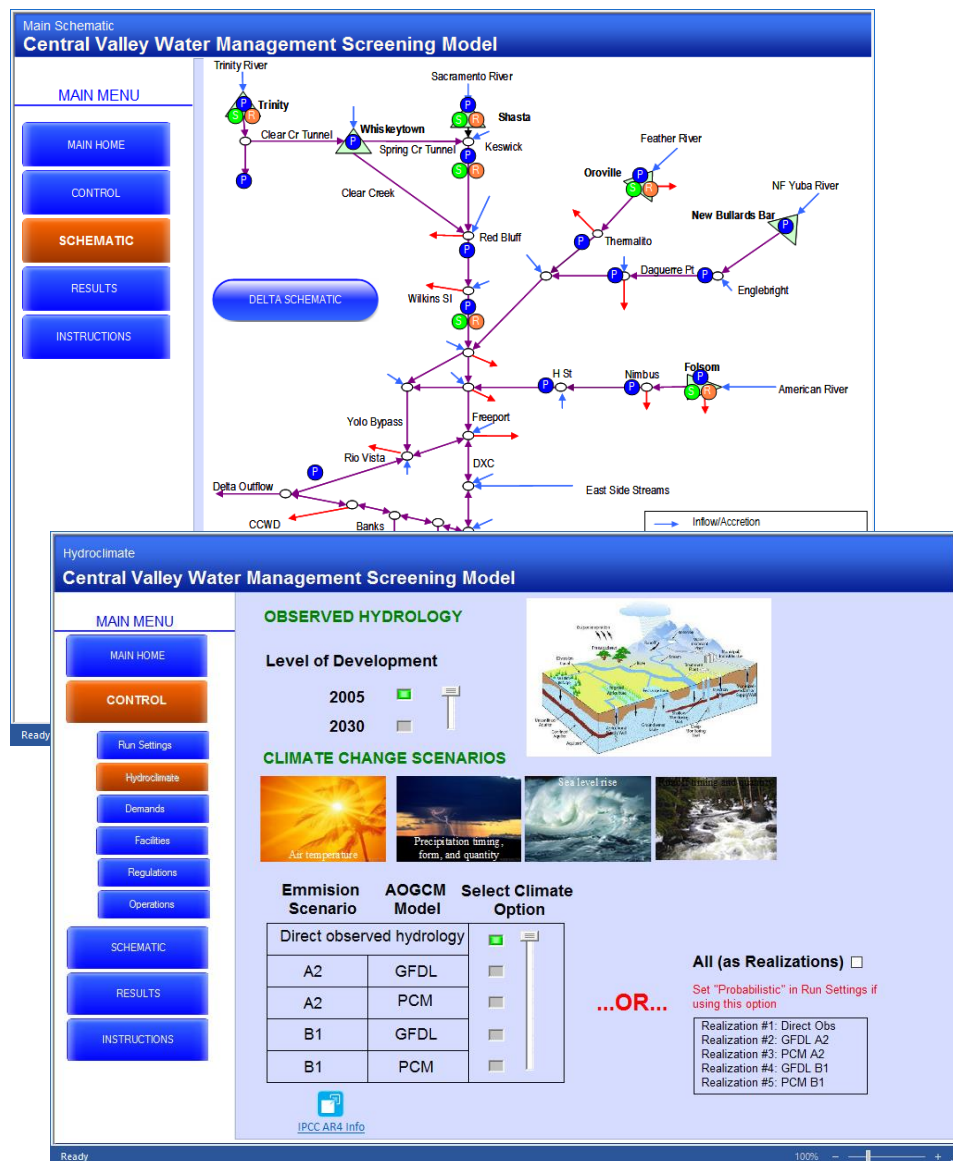 Main Schematic
Central Valley Water Management Screening Model
MAIN MENU
MAIN HOME
CONTROL
SCHEMATIC
RESULTS
INSTRUCTIONS
DELTA SCHEMATIC
Trinity River
Sacramento River
P
Trinity
S R
P
Shasta
S R
Clear Cr Tunnel
Whiskeytown
P
Spring Cr Tunnel
Keswick
P
S R
P
Clear Creek
Feather River
Oroville
P
S R
NF Yuba River
New Bullards Bar
P
Red Bluff
P
P
Thermalito
P
Daguerre Pt
P
Englebright
Wilkins Sl
P
S R
H St
P
Nimbus
P
Folsom
P
S R
American River
Yolo Bypass
Freeport
Rio Vista
P
DXC
Delta Outflow
East Side Streams
CCWD
Banks
Inflow/Accretion
Ready
Hydroclimate
Central Valley Water Management Screening Model
MAIN MENU
MAIN HOME
CONTROL
Run Settings
Hydroclimate
Demands
Facilities
Regulations
Operations
SCHEMATIC
RESULTS
INSTRUCTIONS
OBSERVED HYDROLOGY
Level of Development
2005
2030
CLIMATE CHANGE SCENARIOS
Air temperature
Precipitation timing,
form, and quantity
Sea level rise
Emmision
Scenario
AOGCM
Model
Select Climate
Option
Direct observed hydrology
A2 GFDL
A2 PCM
B1 GFDL
B1 PCM
...OR...
All (as Realizations)
Set "Probabilistic" in Run Settings if
using this option
Realization #1: Direct Obs
Realization #2: GFDL A2
Realization #3: PCM A2
Realization #4: GFDL B1
Realization #5: PCM B1
IPCC AR4 Info
Ready
100%